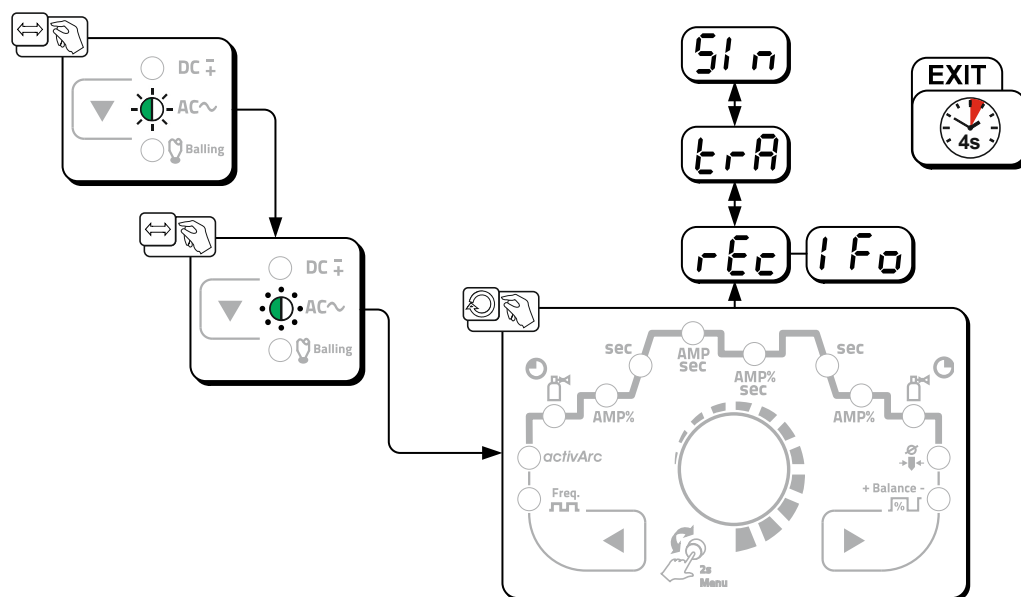 DC
AC
Balling
DC
AC
Balling
SIn
trA
rEc
IFo
EXIT
4s
sec
AMP
sec
AMP%
sec
sec
AMP%
AMP%
activArc
Freq.
+ Balance -
%
2s
Menu